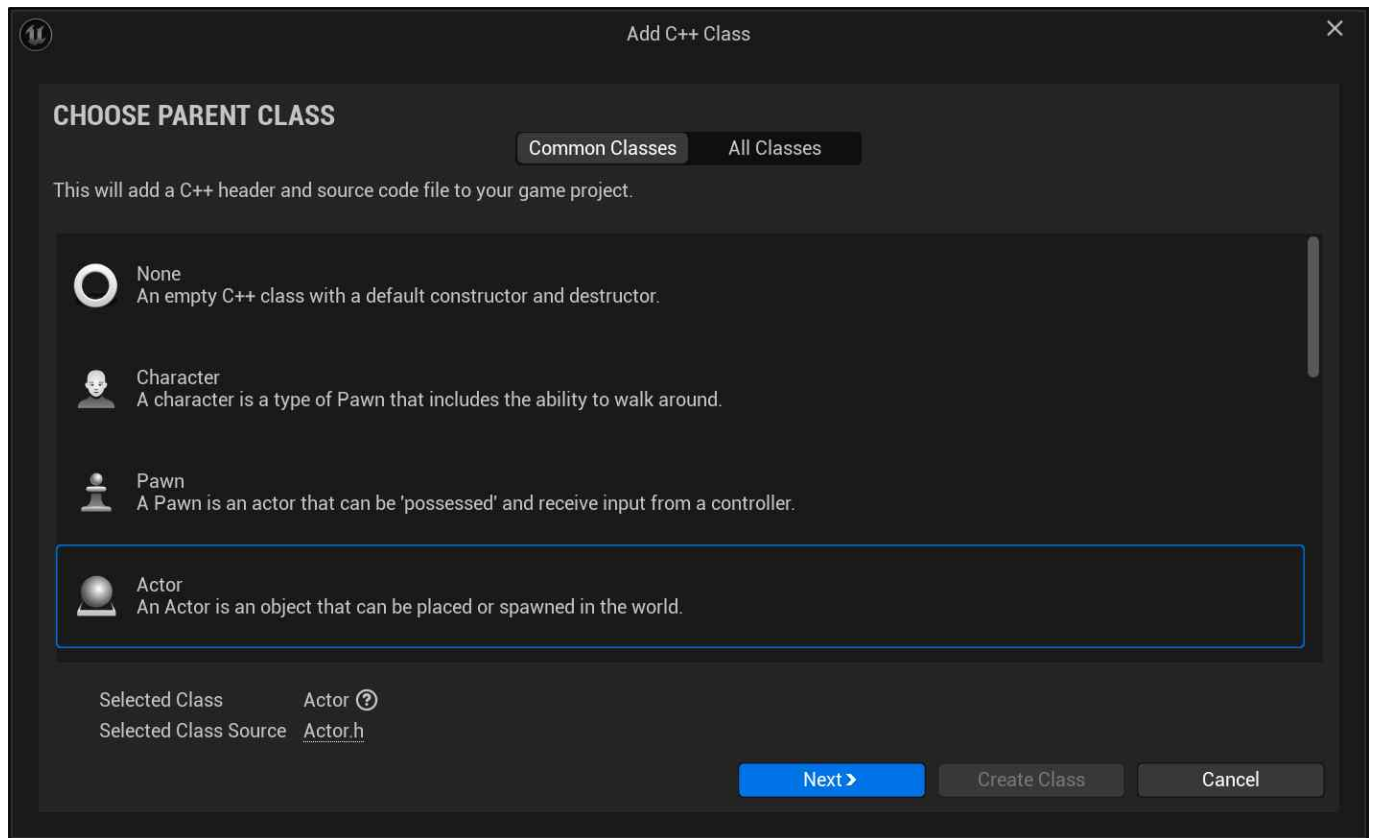 Add C++ Class
CHOOSE PARENT CLASS
Common Classes
All Classes
This will add a C++ header and source code file to your game project.
None
An empty C++ class with a default constructor and destructor.
Character
A character is a type of Pawn that includes the ability to walk around.
Pawn
A Pawn is an actor that can be 'possessed' and receive input from a controller.
Actor
An Actor is an object that can be placed or spawned in the world.
Selected Class Actor ?
Selected Class Source Actor.h
Next
Create Class
Cancel